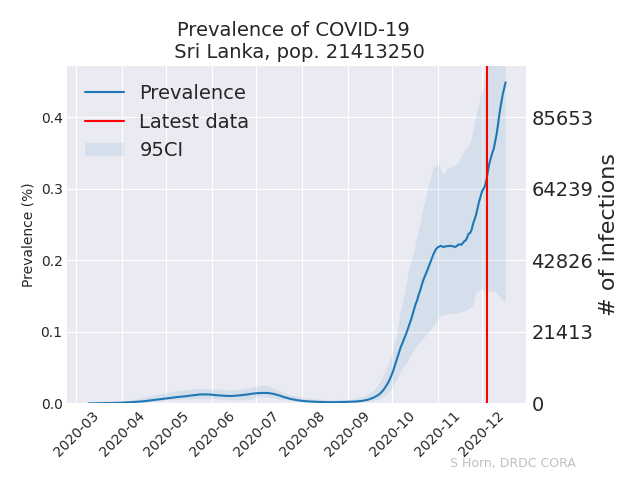 Prevalence of COVID-19
Sri Lanka, pop. 21413250
Prevalence
Latest data
95CI
Prevalence (%)
0.4
0.3
0.2
0.1
0.0
85653
64239
42826
21413
0
# of infections
2020-03
2020-04
2020-05
2020-06
2020-07
2020-08
2020-09
2020-10
2020-11
2020-12
S Horn, DRDC CORA